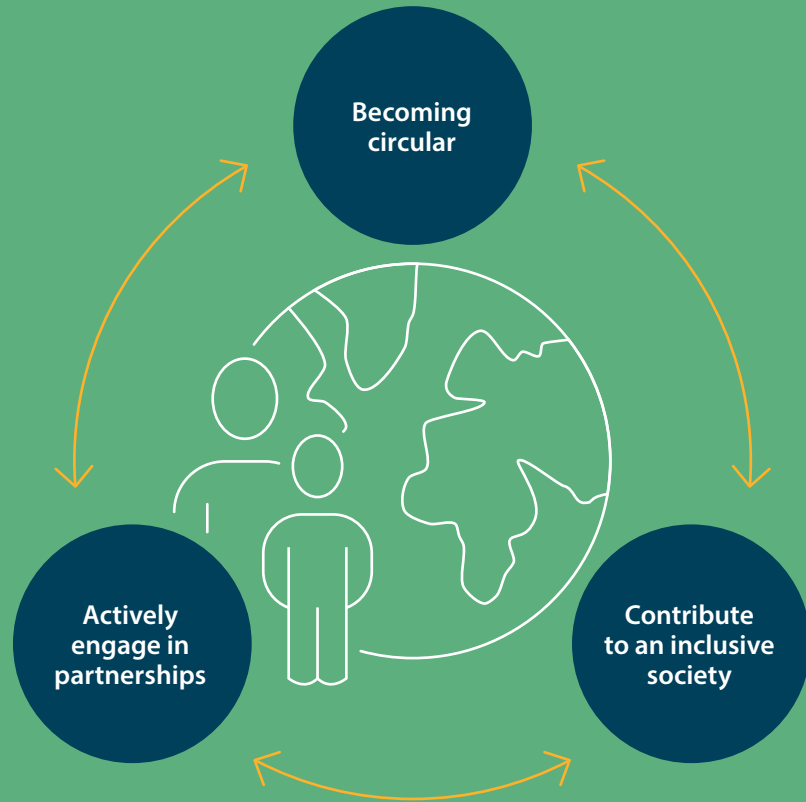 Becoming
circular
Actively
engage in
partnerships
Contribute
to an inclusive
society